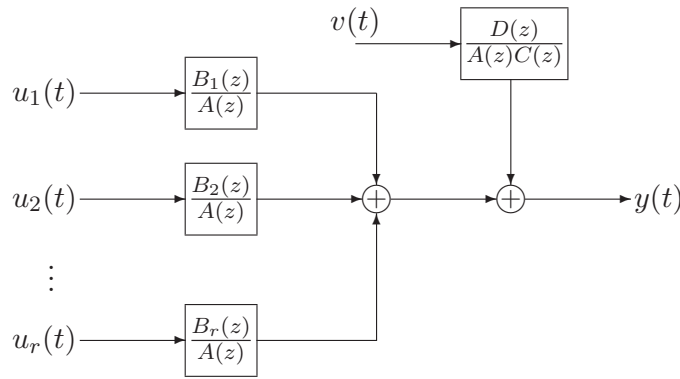 v(t)
D(z)
A(z)C(z)
u₁(t)
B₁(z)
A(z)
+
u₂(t)
B₂(z)
A(z)
+
+
y(t)
⋮
uᵣ(t)
Bᵣ(z)
A(z)